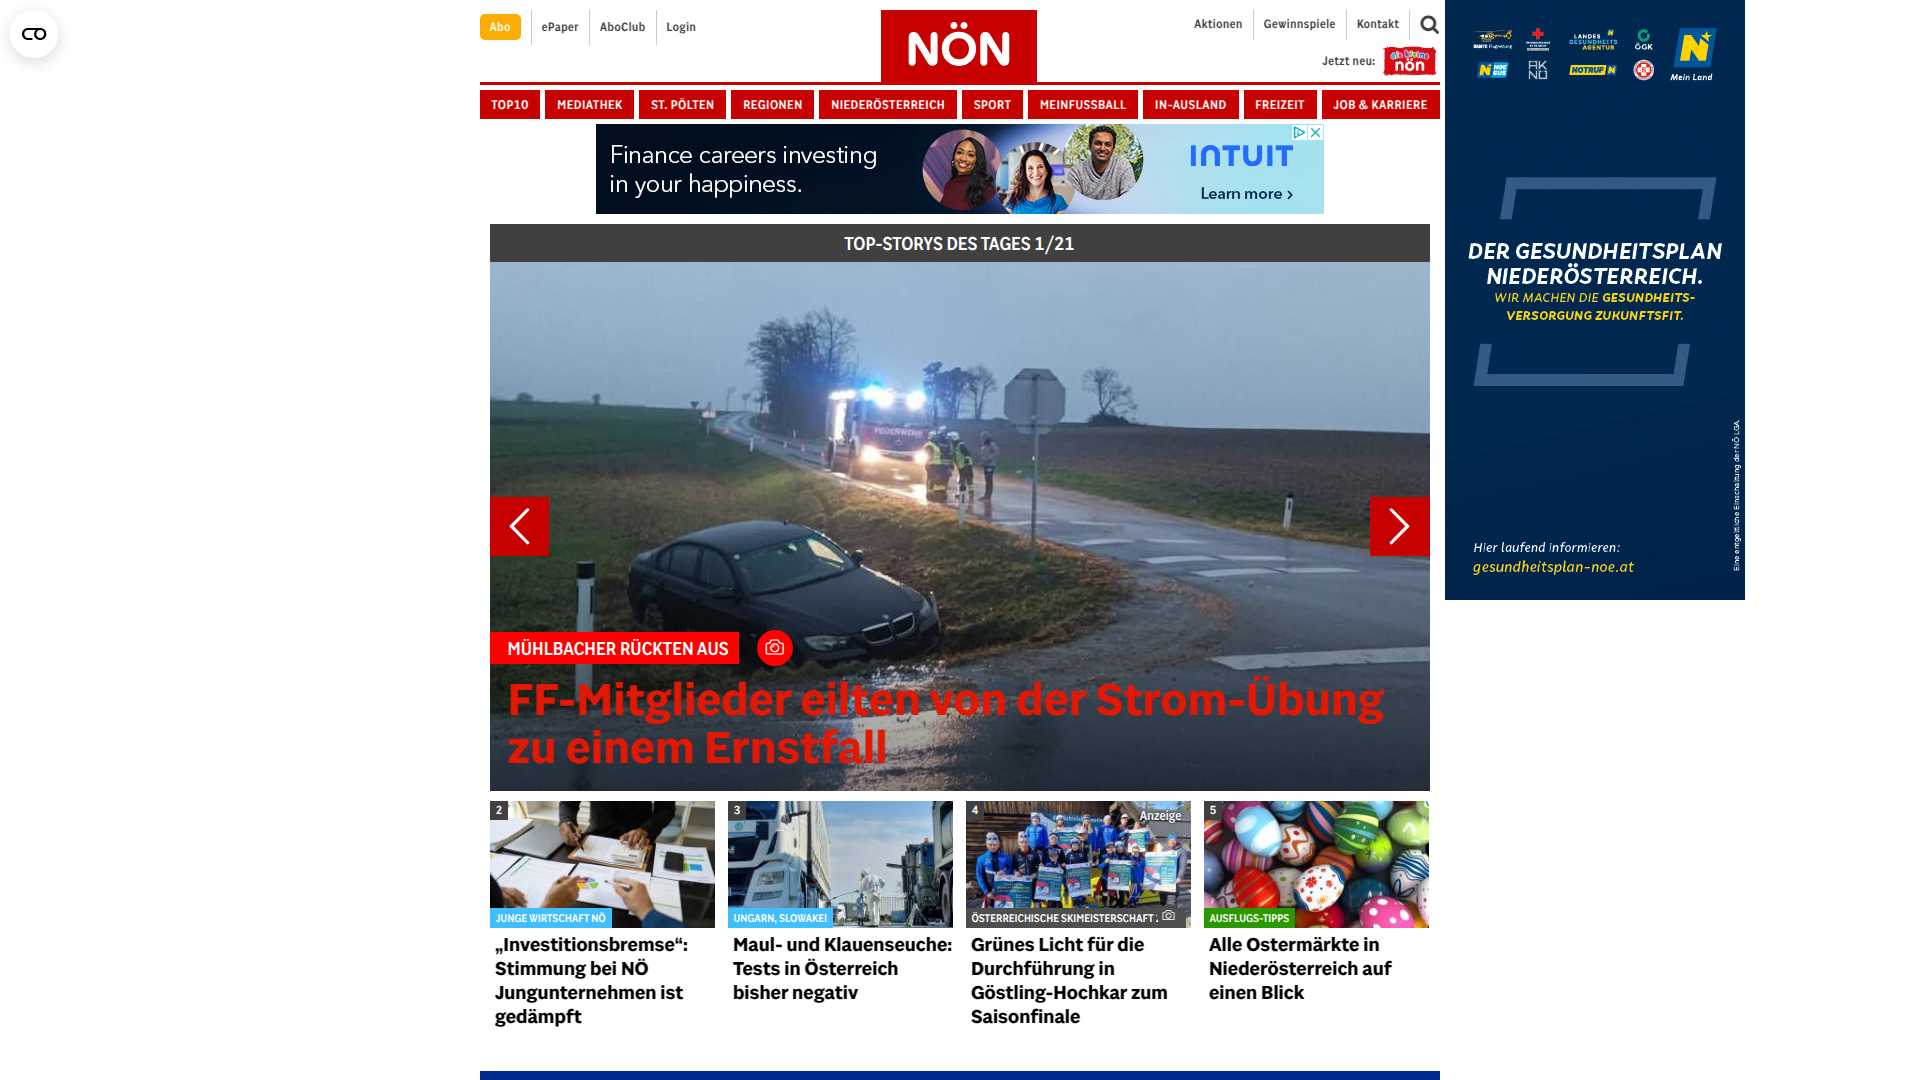 Abo
ePaper
AboClub
Login
NÖN
Aktionen
Gewinnspiele
Kontakt
Jetzt neu:
die kleine
nön
TOP10
MEDIATHEK
ST. PÖLTEN
REGIONEN
NIEDERÖSTERREICH
SPORT
MEINFUSSBALL
IN-AUSLAND
FREIZEIT
JOB & KARRIERE
Finance careers investing
in your happiness.
INTUIT
Learn more >
TOP-STORYS DES TAGES 1/21
FEUERWEHR
MÜHLBACHER RÜCKTEN AUS
FF-Mitglieder eilten von der Strom-Übung
zu einem Ernstfall
2
JUNGE WIRTSCHAFT NÖ
„Investitionsbremse“:
Stimmung bei NÖ
Jungunternehmen ist
gedämpft
3
UNGARN, SLOWAKEI
Maul- und Klauenseuche:
Tests in Österreich
bisher negativ
4
Anzeige
ÖSTERREICHISCHE SKIMEISTERSCHAFT
Grünes Licht für die
Durchführung in
Göstling-Hochkar zum
Saisonfinale
5
AUSFLUGS-TIPPS
Alle Ostermärkte in
Niederösterreich auf
einen Blick
LANDES
GESUNDHEITS
AGENTUR
ÖGK
N
Mein Land
NOTRUF N
AK
NÖ
DER GESUNDHEITSPLAN
NIEDERÖSTERREICH.
WIR MACHEN DIE GESUNDHEITS-
VERSORGUNG ZUKUNFTSFIT.
Hier laufend informieren:
gesundheitsplan-noe.at
Eine entgeltliche Einschaltung der NÖ LGA.